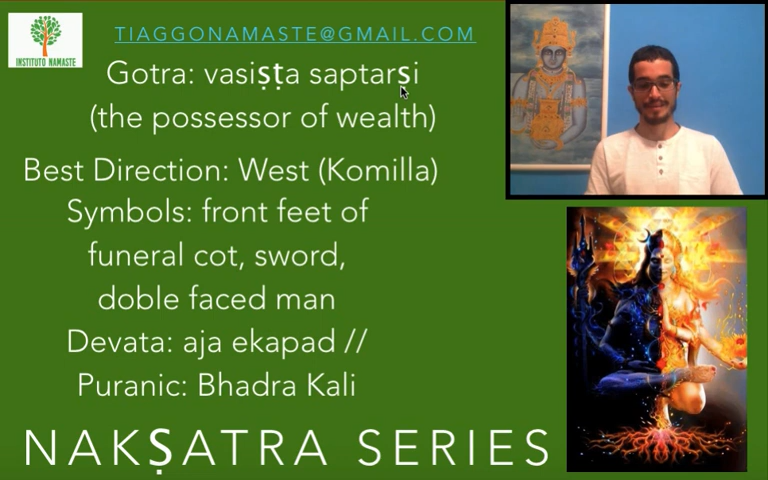 INSTITUTO NAMASTE
TIAGGONAMASTE@GMAIL.COM
Gotra: vasiṣṭa saptarṣi
(the possessor of wealth)
Best Direction: West (Komilla)
Symbols: front feet of
funeral cot, sword,
doble faced man
Devata: aja ekapad //
Puranic: Bhadra Kali
NAKṢATRA SERIES